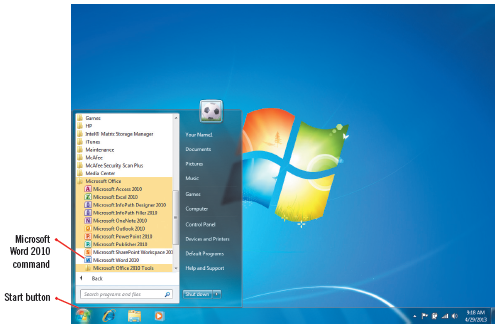 Games
HP
Intel® Matrix Storage Manager
iTunes
Maintenance
McAfee
McAfee Security Scan Plus
Media Center
Microsoft Office
Microsoft Access 2010
Microsoft Excel 2010
Microsoft InfoPath Designer 2010
Microsoft InfoPath Filler 2010
Microsoft OneNote 2010
Microsoft Outlook 2010
Microsoft PowerPoint 2010
Microsoft Publisher 2010
Microsoft SharePoint Workspace 201
Microsoft Word 2010
Microsoft Office 2010 Tools
Back
Search programs and files
Your Name1
Documents
Pictures
Music
Games
Computer
Control Panel
Devices and Printers
Default Programs
Help and Support
Shut down
Microsoft
Word 2010
command
Start button
9:18 AM
4/29/2013